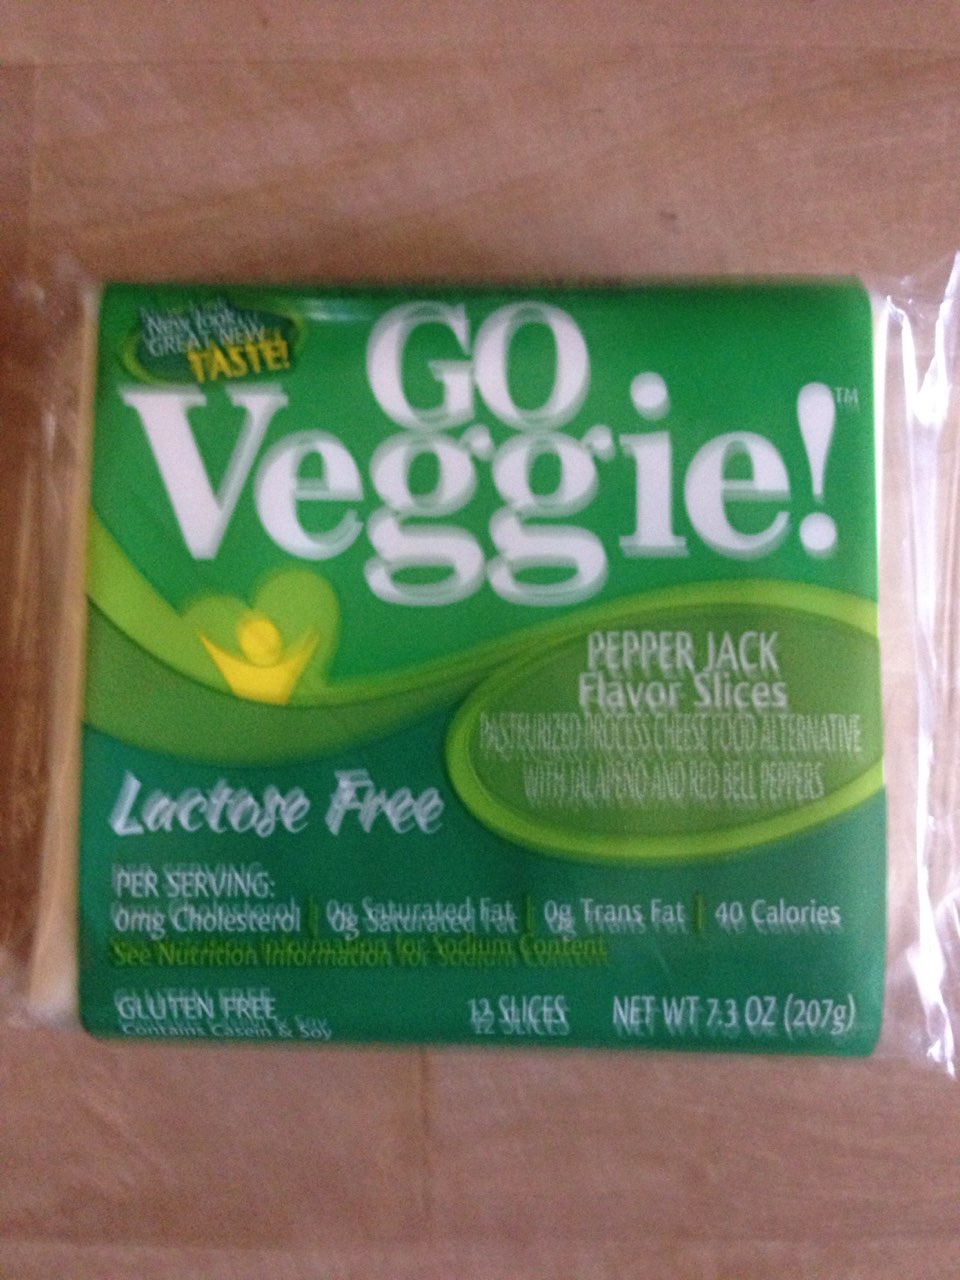 New look
GREAT NEW
TASTE!
GO
Veggie!™
PEPPER JACK
Flavor Slices
PASTEURIZED PROCESS CHEESE FOOD ALTERNATIVE
WITH JALAPENO AND RED BELL PEPPERS
Lactose Free
PER SERVING:
0mg Cholesterol | 0g Saturated Fat | 0g Trans Fat | 40 Calories
See Nutrition Information for Sodium Content
GLUTEN FREE
Contains Casein & Soy
SLICES
NET WT 7.3 OZ (207g)